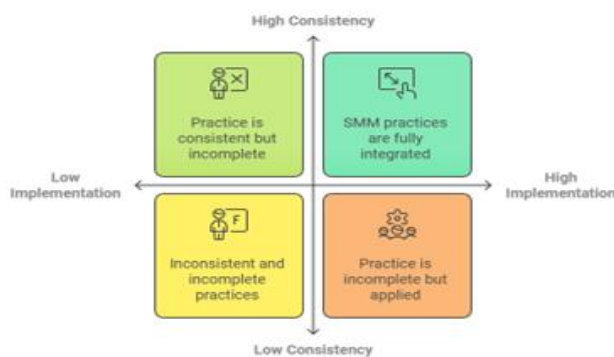 High Consistency
Practice is
consistent but
incomplete
SMM practices
are fully
integrated
Low
Implementation
High
Implementation
F
Inconsistent and
incomplete
practices
Practice is
incomplete but
applied
Low Consistency